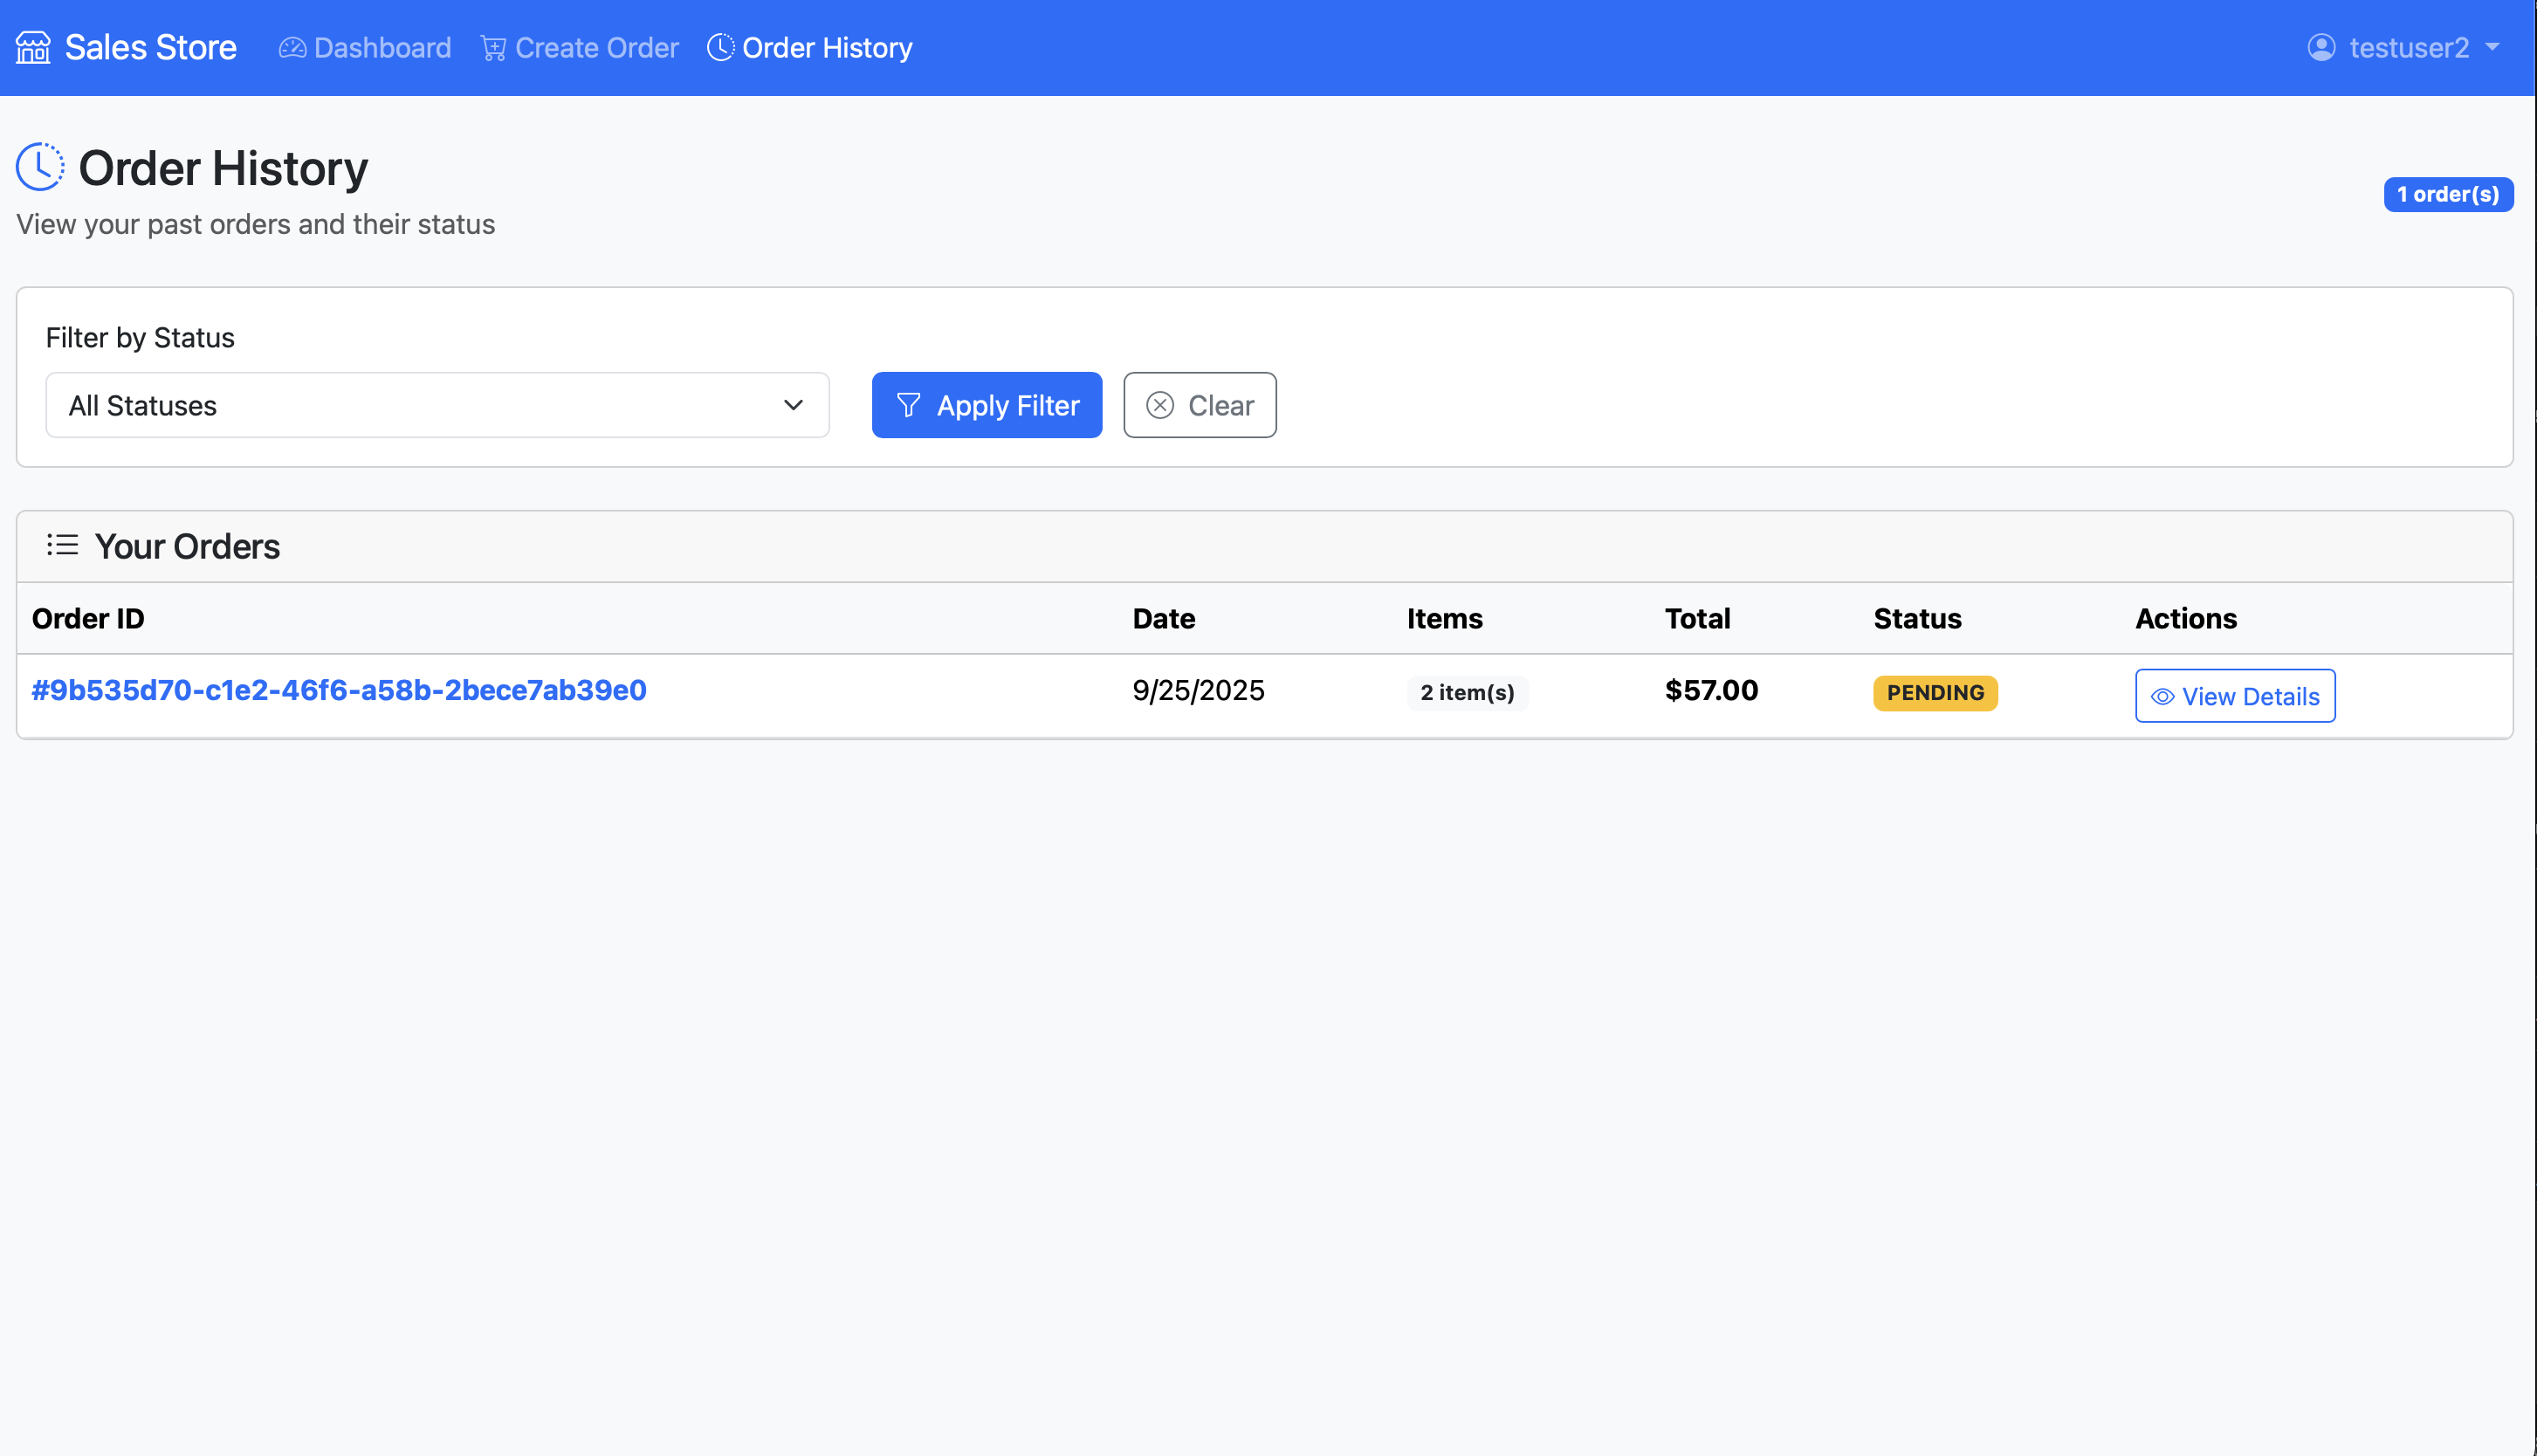 Sales Store Dashboard Create Order Order History testuser2
Order History
1 order(s)
View your past orders and their status
Filter by Status
All Statuses Apply Filter Clear
Your Orders
Order ID Date Items Total Status Actions
#9b535d70-c1e2-46f6-a58b-2bece7ab39e0 9/25/2025 2 item(s) $57.00 PENDING View Details